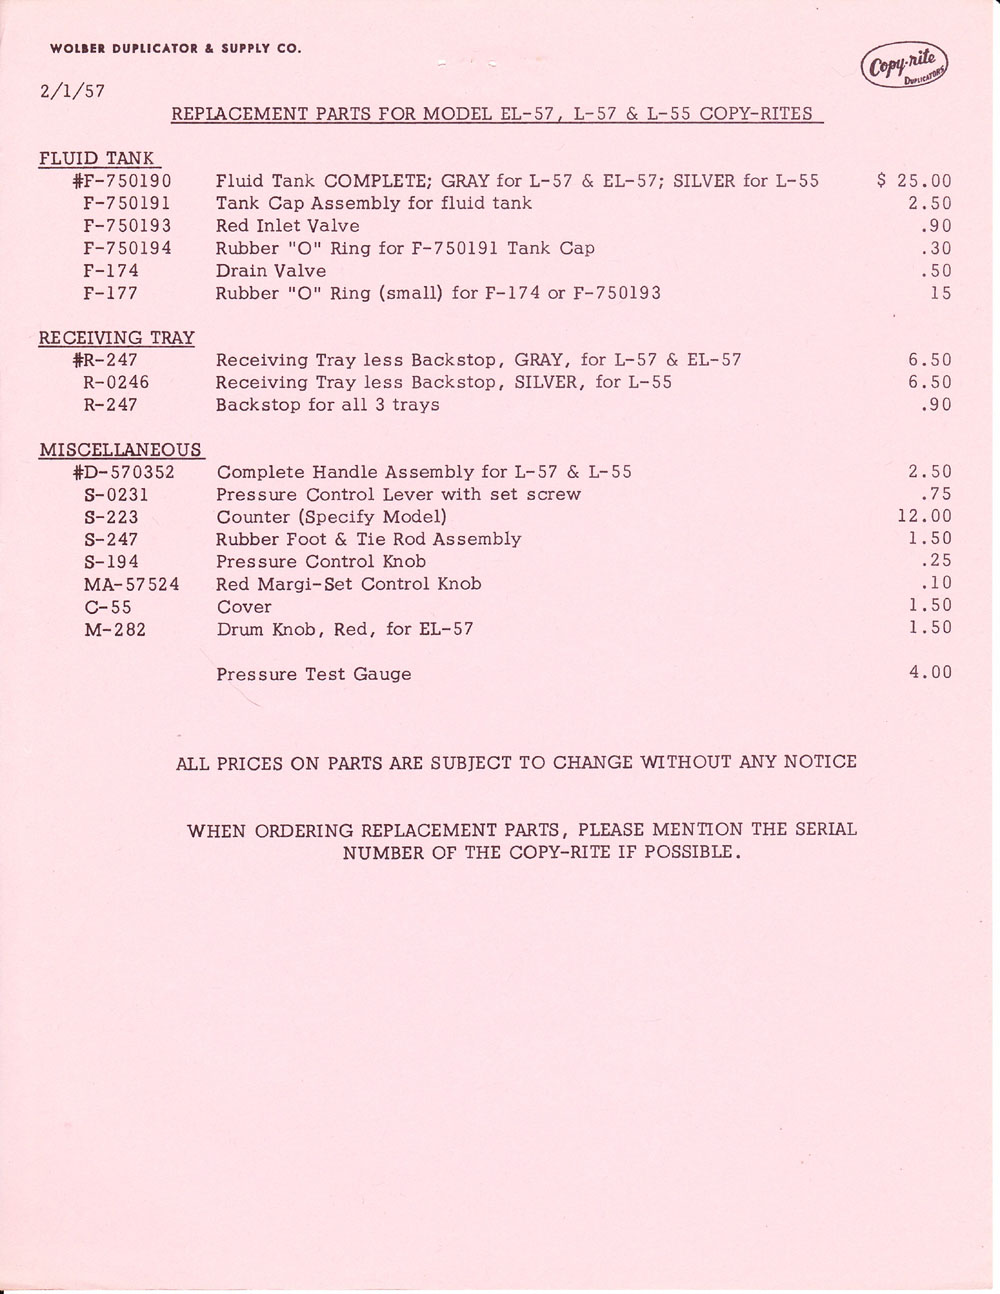 WOLBER DUPLICATOR & SUPPLY CO.
Copy-rite
DUPLICATORS
2/1/57
REPLACEMENT PARTS FOR MODEL EL-57, L-57 & L-55 COPY-RITES
FLUID TANK
#F-750190 Fluid Tank COMPLETE; GRAY for L-57 & EL-57; SILVER for L-55 $ 25.00
F-750191 Tank Cap Assembly for fluid tank 2.50
F-750193 Red Inlet Valve .90
F-750194 Rubber "O" Ring for F-750191 Tank Cap .30
F-174 Drain Valve .50
F-177 Rubber "O" Ring (small) for F-174 or F-750193 15
RECEIVING TRAY
#R-247 Receiving Tray less Backstop, GRAY, for L-57 & EL-57 6.50
R-0246 Receiving Tray less Backstop, SILVER, for L-55 6.50
R-247 Backstop for all 3 trays .90
MISCELLANEOUS
#D-570352 Complete Handle Assembly for L-57 & L-55 2.50
S-0231 Pressure Control Lever with set screw .75
S-223 Counter (Specify Model) 12.00
S-247 Rubber Foot & Tie Rod Assembly 1.50
S-194 Pressure Control Knob .25
MA-57524 Red Margi-Set Control Knob .10
C-55 Cover 1.50
M-282 Drum Knob, Red, for EL-57 1.50
Pressure Test Gauge 4.00
ALL PRICES ON PARTS ARE SUBJECT TO CHANGE WITHOUT ANY NOTICE
WHEN ORDERING REPLACEMENT PARTS, PLEASE MENTION THE SERIAL
NUMBER OF THE COPY-RITE IF POSSIBLE.